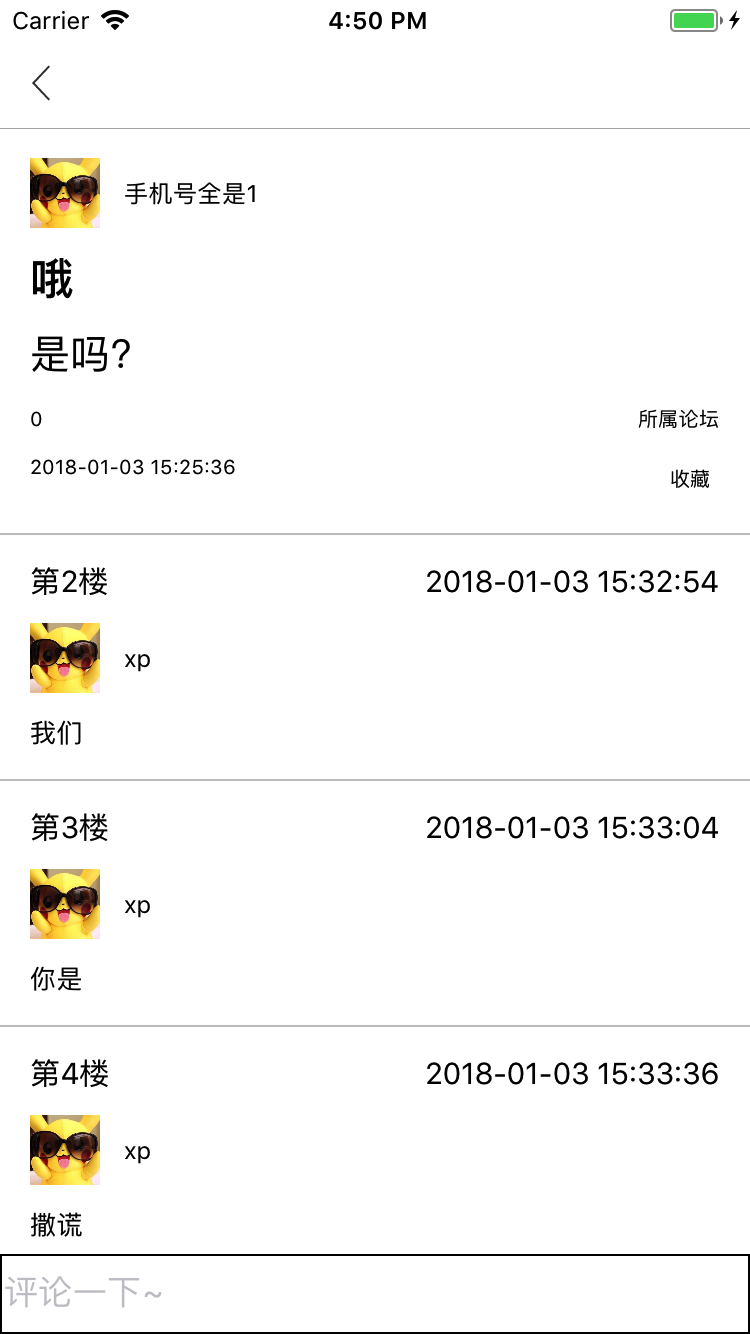 Carrier 4:50 PM
手机号全是1
哦
是吗?
0 所属论坛
2018-01-03 15:25:36 收藏
第2楼 2018-01-03 15:32:54
xp
我们
第3楼 2018-01-03 15:33:04
xp
你是
第4楼 2018-01-03 15:33:36
xp
撒谎
评论一下~